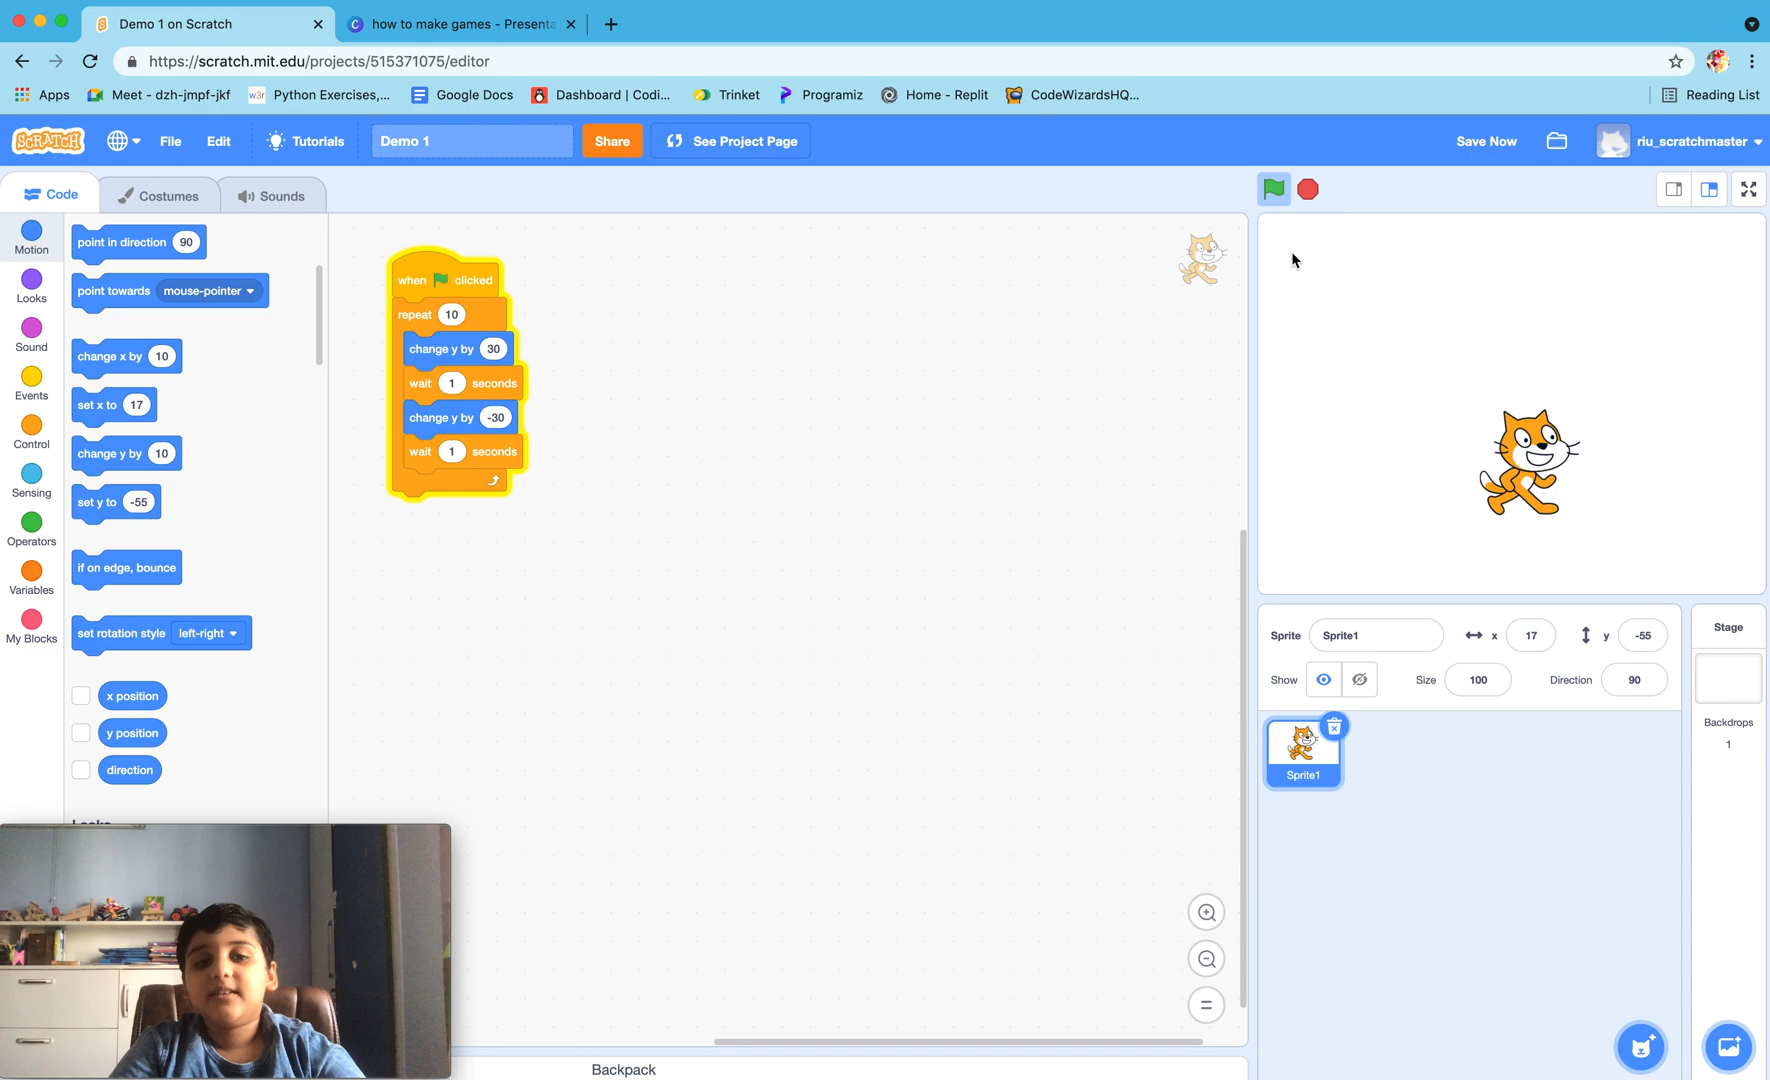 Demo 1 on Scratch
how to make games - Presenta
https://scratch.mit.edu/projects/515371075/editor
Apps
Meet - dzh-jmpf-jkf
w3r
Python Exercises,...
Google Docs
Dashboard | Codi...
Trinket
Programiz
Home - Replit
CodeWizardsHQ...
Reading List
SCRATCH
File
Edit
Tutorials
Demo 1
Share
See Project Page
Save Now
riu_scratchmaster
Code
Costumes
Sounds
Motion
Looks
Sound
Events
Control
Sensing
Operators
Variables
My Blocks
point in direction 90
point towards mouse-pointer
change x by 10
set x to 17
change y by 10
set y to -55
if on edge, bounce
set rotation style left-right
x position
y position
direction
when clicked
repeat 10
change y by 30
wait 1 seconds
change y by -30
wait 1 seconds
Sprite Sprite1 x 17 y -55
Show Size 100 Direction 90
Sprite1
Stage
Backdrops
1
Backpack